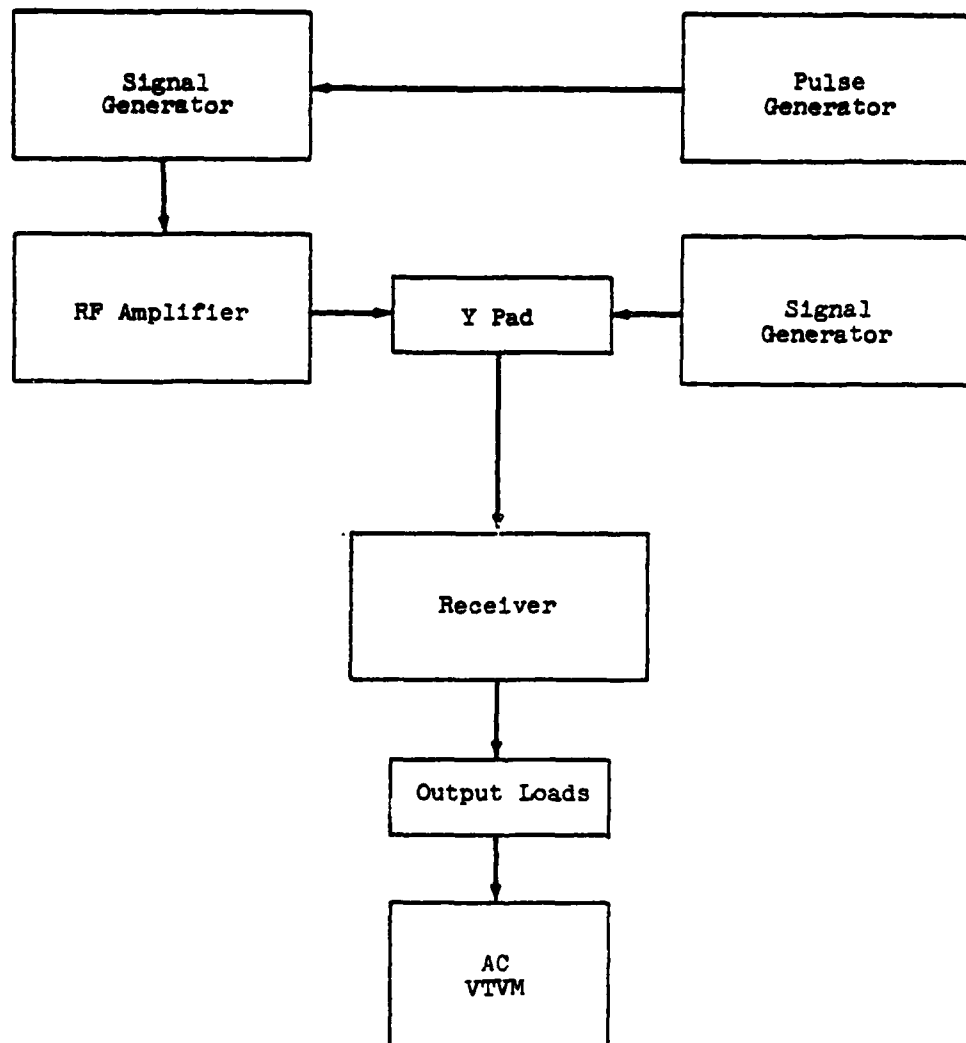 Signal
Generator
Pulse
Generator
RF Amplifier
Y Pad
Signal
Generator
Receiver
Output Loads
AC
VTVM